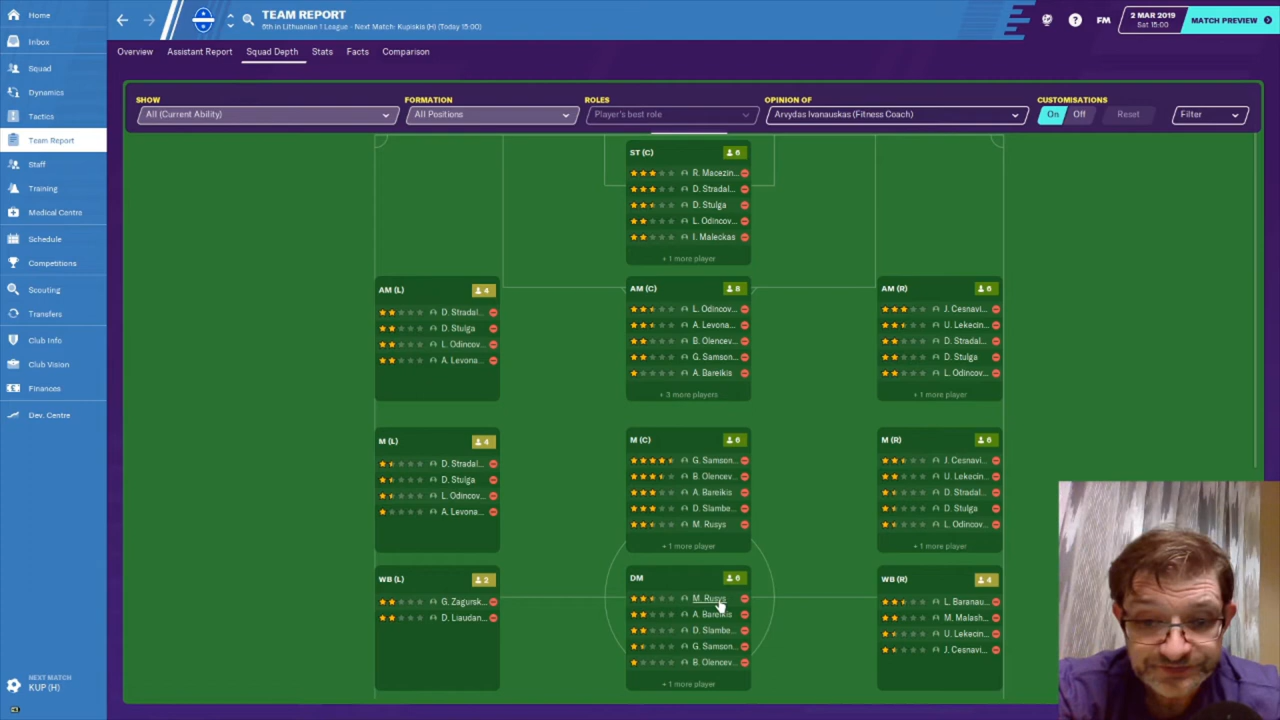 Home
Inbox
Squad
Dynamics
Tactics
Team Report
Staff
Training
Medical Centre
Schedule
Competitions
Scouting
Transfers
Club Info
Club Vision
Finances
Dev. Centre
NEXT MATCH
KUP (H)
TEAM REPORT
6th in Lithuanian 1 League - Next Match: Kupiskis (H) (Today 15:00)
FM
2 MAR 2019
Sat 15:00
MATCH PREVIEW
Overview
Assistant Report
Squad Depth
Stats
Facts
Comparison
SHOW
All (Current Ability)
FORMATION
All Positions
ROLES
Player's best role
OPINION OF
Arvydas Ivanauskas (Fitness Coach)
CUSTOMISATIONS
On Off Reset
Filter
ST (C) 6
R. Macezin...
D. Stradal...
D. Stulga
L. Odincov...
I. Maleckas
+ 1 more player
AM (L) 4
D. Stradal...
D. Stulga
L. Odincov...
A. Levona...
AM (C) 8
L. Odincov...
A. Levona...
B. Olencev...
G. Samson...
A. Bareikis
+ 3 more players
AM (R) 6
J. Cesnavi...
U. Lekecin...
D. Stradal...
D. Stulga
L. Odincov...
+ 1 more player
M (L) 4
D. Stradal...
D. Stulga
L. Odincov...
A. Levona...
M (C) 6
G. Samson...
B. Olencev...
A. Bareikis
D. Slambe...
M. Rusys
+ 1 more player
M (R) 6
J. Cesnavi...
U. Lekecin...
D. Stradal...
D. Stulga
L. Odincov...
+ 1 more player
WB (L) 2
G. Zagursk...
D. Liaudan...
DM 6
M. Rusys
A. Bareikis
D. Slambe...
G. Samson...
B. Olencev...
+ 1 more player
WB (R) 4
L. Baranau...
M. Malash...
U. Lekecin...
J. Cesnavi...